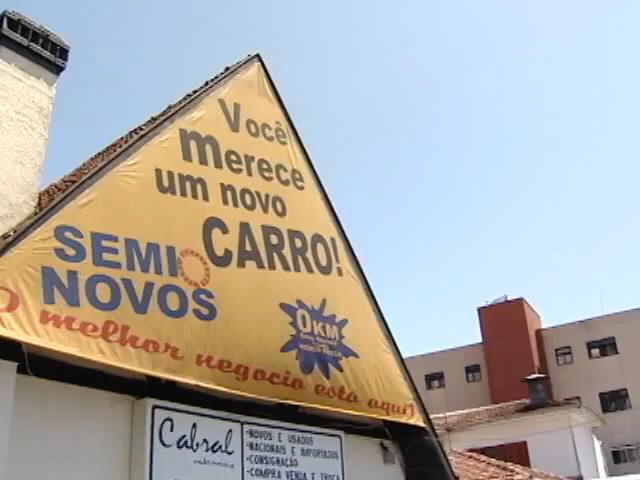 Você
merece
um novo
CARRO!
SEMI
NOVOS
0KM
O melhor negocio esta aqui)
Cabral
-NOVOS E USADOS
-NACIONAIS E IMPORTADOS
-CONSIGNAÇÃO
-COMPRA VENDA E TROCA